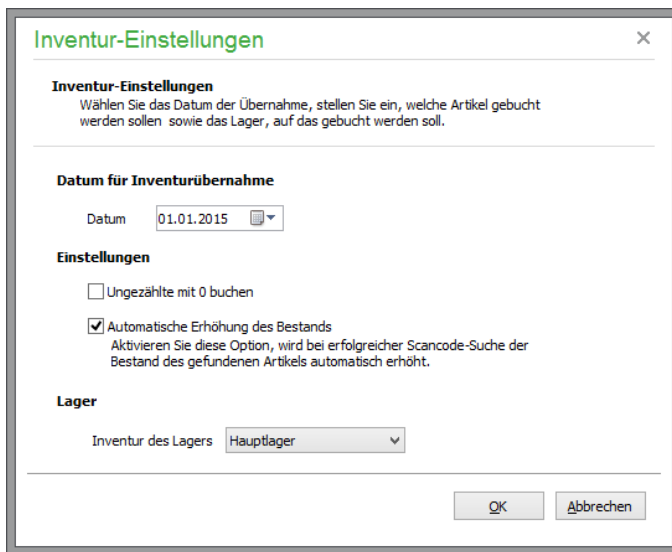 Inventur-Einstellungen
Inventur-Einstellungen
Wählen Sie das Datum der Übernahme, stellen Sie ein, welche Artikel gebucht
werden sollen  sowie das Lager, auf das gebucht werden soll.
Datum für Inventurübernahme
Datum 01.01.2015
Einstellungen
Ungezählte mit 0 buchen
Automatische Erhöhung des Bestands
Aktivieren Sie diese Option, wird bei erfolgreicher Scancode-Suche der
Bestand des gefundenen Artikels automatisch erhöht.
Lager
Inventur des Lagers Hauptlager
OK Abbrechen